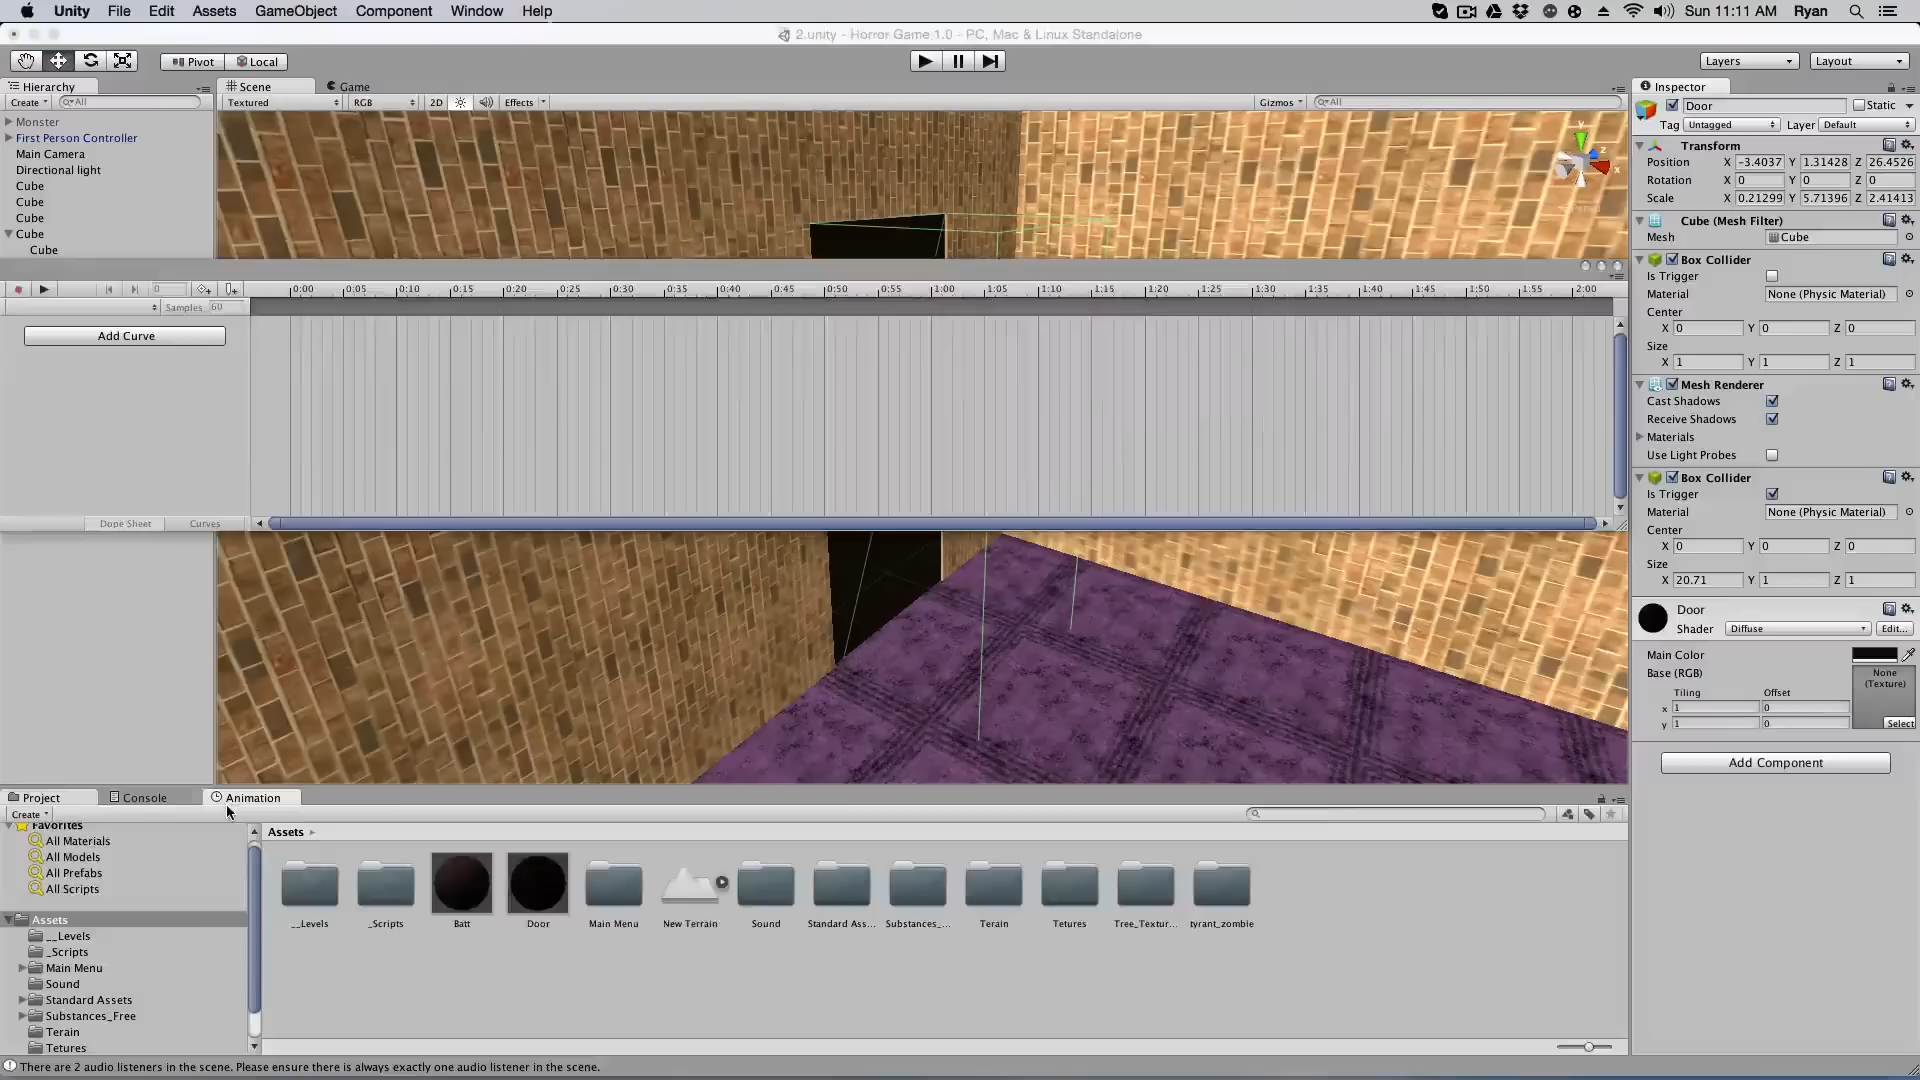 Unity File Edit Assets GameObject Component Window Help Sun 11:11 AM Ryan
2.unity - Horror Game 1.0 - PC, Mac & Linux Standalone
Pivot Local Layers Layout
Hierarchy Scene Game Inspector
Create All Textured RGB 2D Effects Gizmos All Door Static
Tag Untagged Layer Default
Monster
First Person Controller
Main Camera
Directional light
Cube
Cube
Cube
Cube
Cube
Transform
Position X -3.4037 Y 1.31428 Z 26.4526
Rotation X 0 Y 0 Z 0
Scale X 0.21299 Y 5.71396 Z 2.41413
Cube (Mesh Filter)
Mesh Cube
Box Collider
Is Trigger
Material None (Physic Material)
Center
X 0 Y 0 Z 0
Size
X 1 Y 1 Z 1
Mesh Renderer
Cast Shadows
Receive Shadows
Materials
Use Light Probes
Box Collider
Is Trigger
Material None (Physic Material)
Center
X 0 Y 0 Z 0
Size
X 20.71 Y 1 Z 1
Door
Shader Diffuse Edit...
Main Color
Base (RGB) None (Texture)
Tiling Offset
x 1 0
y 1 0 Select
Add Component
0 0:00 0:05 0:10 0:15 0:20 0:25 0:30 0:35 0:40 0:45 0:50 0:55 1:00 1:05 1:10 1:15 1:20 1:25 1:30 1:35 1:40 1:45 1:50 1:55 2:00
Samples 60
Add Curve
Dope Sheet Curves
Project Console Animation
Create
Favorites
All Materials
All Models
All Prefabs
All Scripts
Assets
__Levels
_Scripts
Main Menu
Sound
Standard Assets
Substances_Free
Terain
Tetures
Assets
__Levels _Scripts Batt Door Main Menu New Terrain Sound Standard Ass... Substances_... Terain Tetures Tree_Textur... tyrant_zombie
There are 2 audio listeners in the scene. Please ensure there is always exactly one audio listener in the scene.